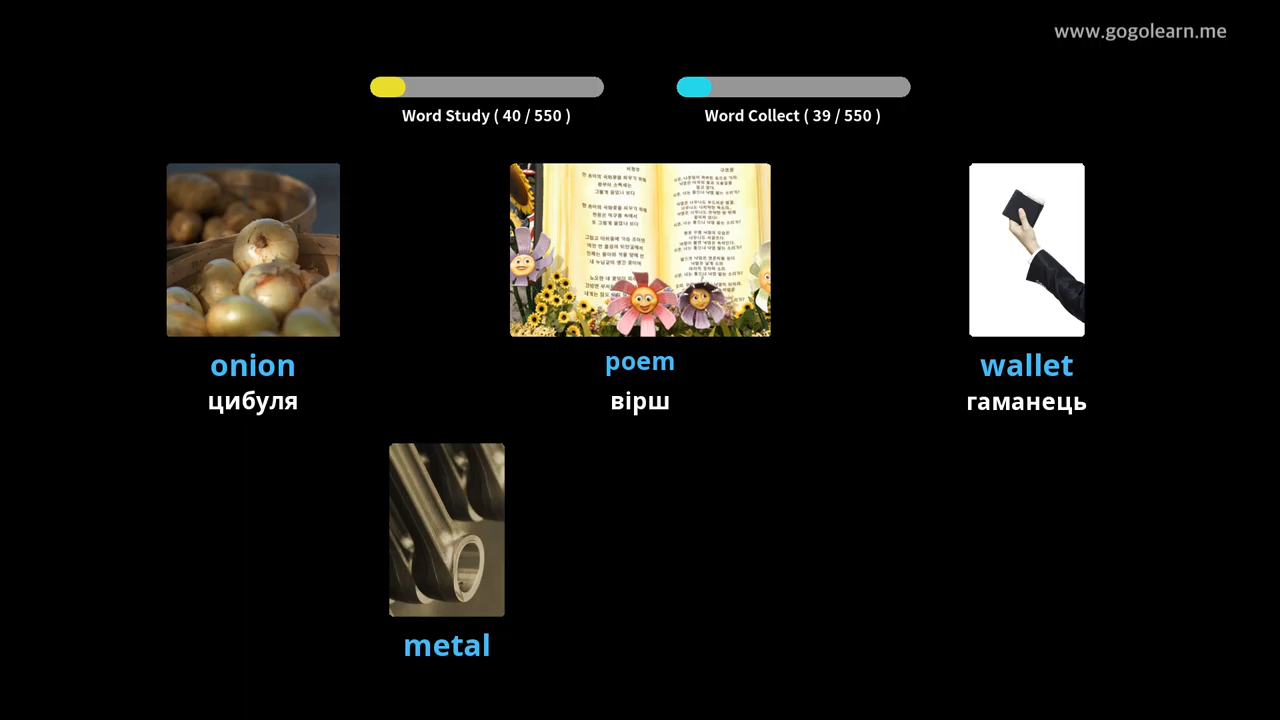 www.gogolearn.me
Word Study ( 40 / 550 )
Word Collect ( 39 / 550 )
onion
poem
wallet
цибуля
вірш
гаманець
metal